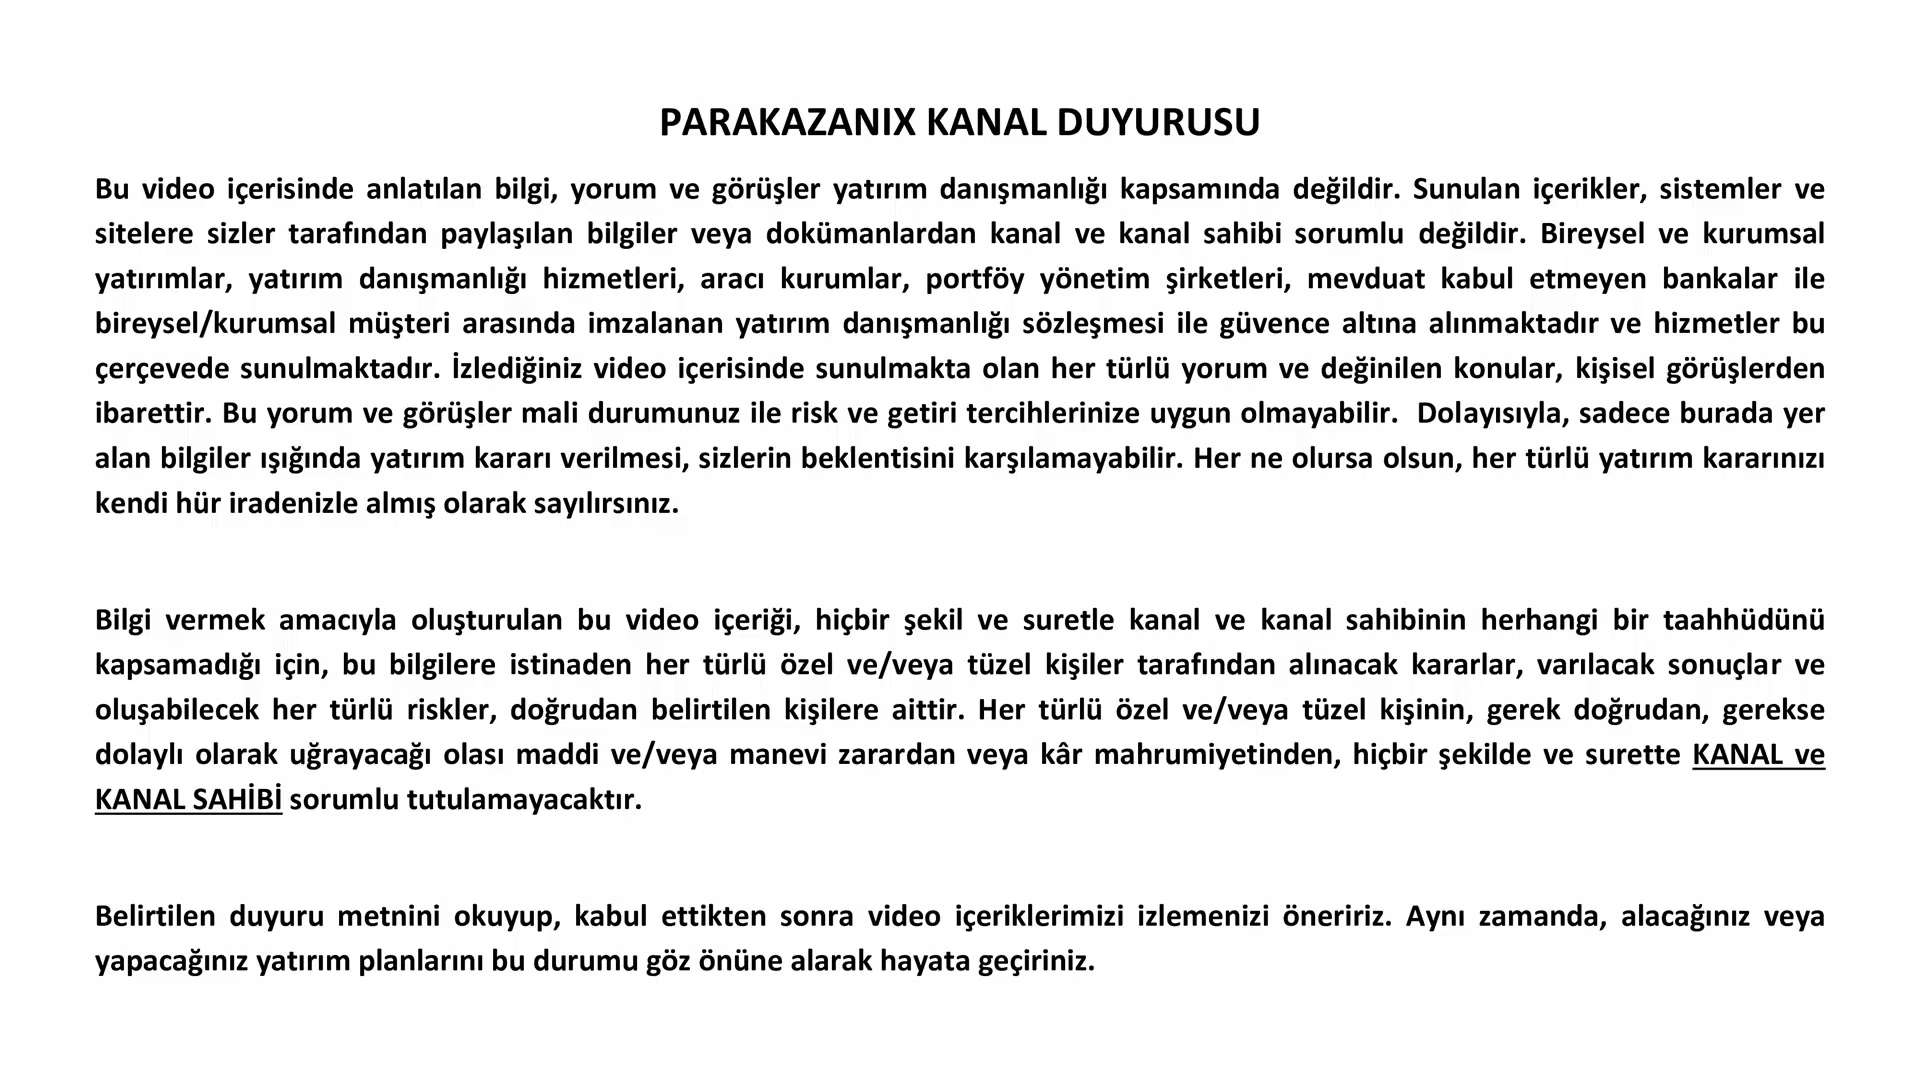 PARAKAZANIX KANAL DUYURUSU
Bu video içerisinde anlatılan bilgi, yorum ve görüşler yatırım danışmanlığı kapsamında değildir. Sunulan içerikler, sistemler ve
sitelere sizler tarafından paylaşılan bilgiler veya dokümanlardan kanal ve kanal sahibi sorumlu değildir. Bireysel ve kurumsal
yatırımlar, yatırım danışmanlığı hizmetleri, aracı kurumlar, portföy yönetim şirketleri, mevduat kabul etmeyen bankalar ile
bireysel/kurumsal müşteri arasında imzalanan yatırım danışmanlığı sözleşmesi ile güvence altına alınmaktadır ve hizmetler bu
çerçevede sunulmaktadır. İzlediğiniz video içerisinde sunulmakta olan her türlü yorum ve değinilen konular, kişisel görüşlerden
ibarettir. Bu yorum ve görüşler mali durumunuz ile risk ve getiri tercihlerinize uygun olmayabilir. Dolayısıyla, sadece burada yer
alan bilgiler ışığında yatırım kararı verilmesi, sizlerin beklentisini karşılamayabilir. Her ne olursa olsun, her türlü yatırım kararınızı
kendi hür iradenizle almış olarak sayılırsınız.
Bilgi vermek amacıyla oluşturulan bu video içeriği, hiçbir şekil ve suretle kanal ve kanal sahibinin herhangi bir taahhüdünü
kapsamadığı için, bu bilgilere istinaden her türlü özel ve/veya tüzel kişiler tarafından alınacak kararlar, varılacak sonuçlar ve
oluşabilecek her türlü riskler, doğrudan belirtilen kişilere aittir. Her türlü özel ve/veya tüzel kişinin, gerek doğrudan, gerekse
dolaylı olarak uğrayacağı olası maddi ve/veya manevi zarardan veya kâr mahrumiyetinden, hiçbir şekilde ve surette KANAL ve
KANAL SAHİBİ sorumlu tutulamayacaktır.
Belirtilen duyuru metnini okuyup, kabul ettikten sonra video içeriklerimizi izlemenizi öneririz. Aynı zamanda, alacağınız veya
yapacağınız yatırım planlarını bu durumu göz önüne alarak hayata geçiriniz.